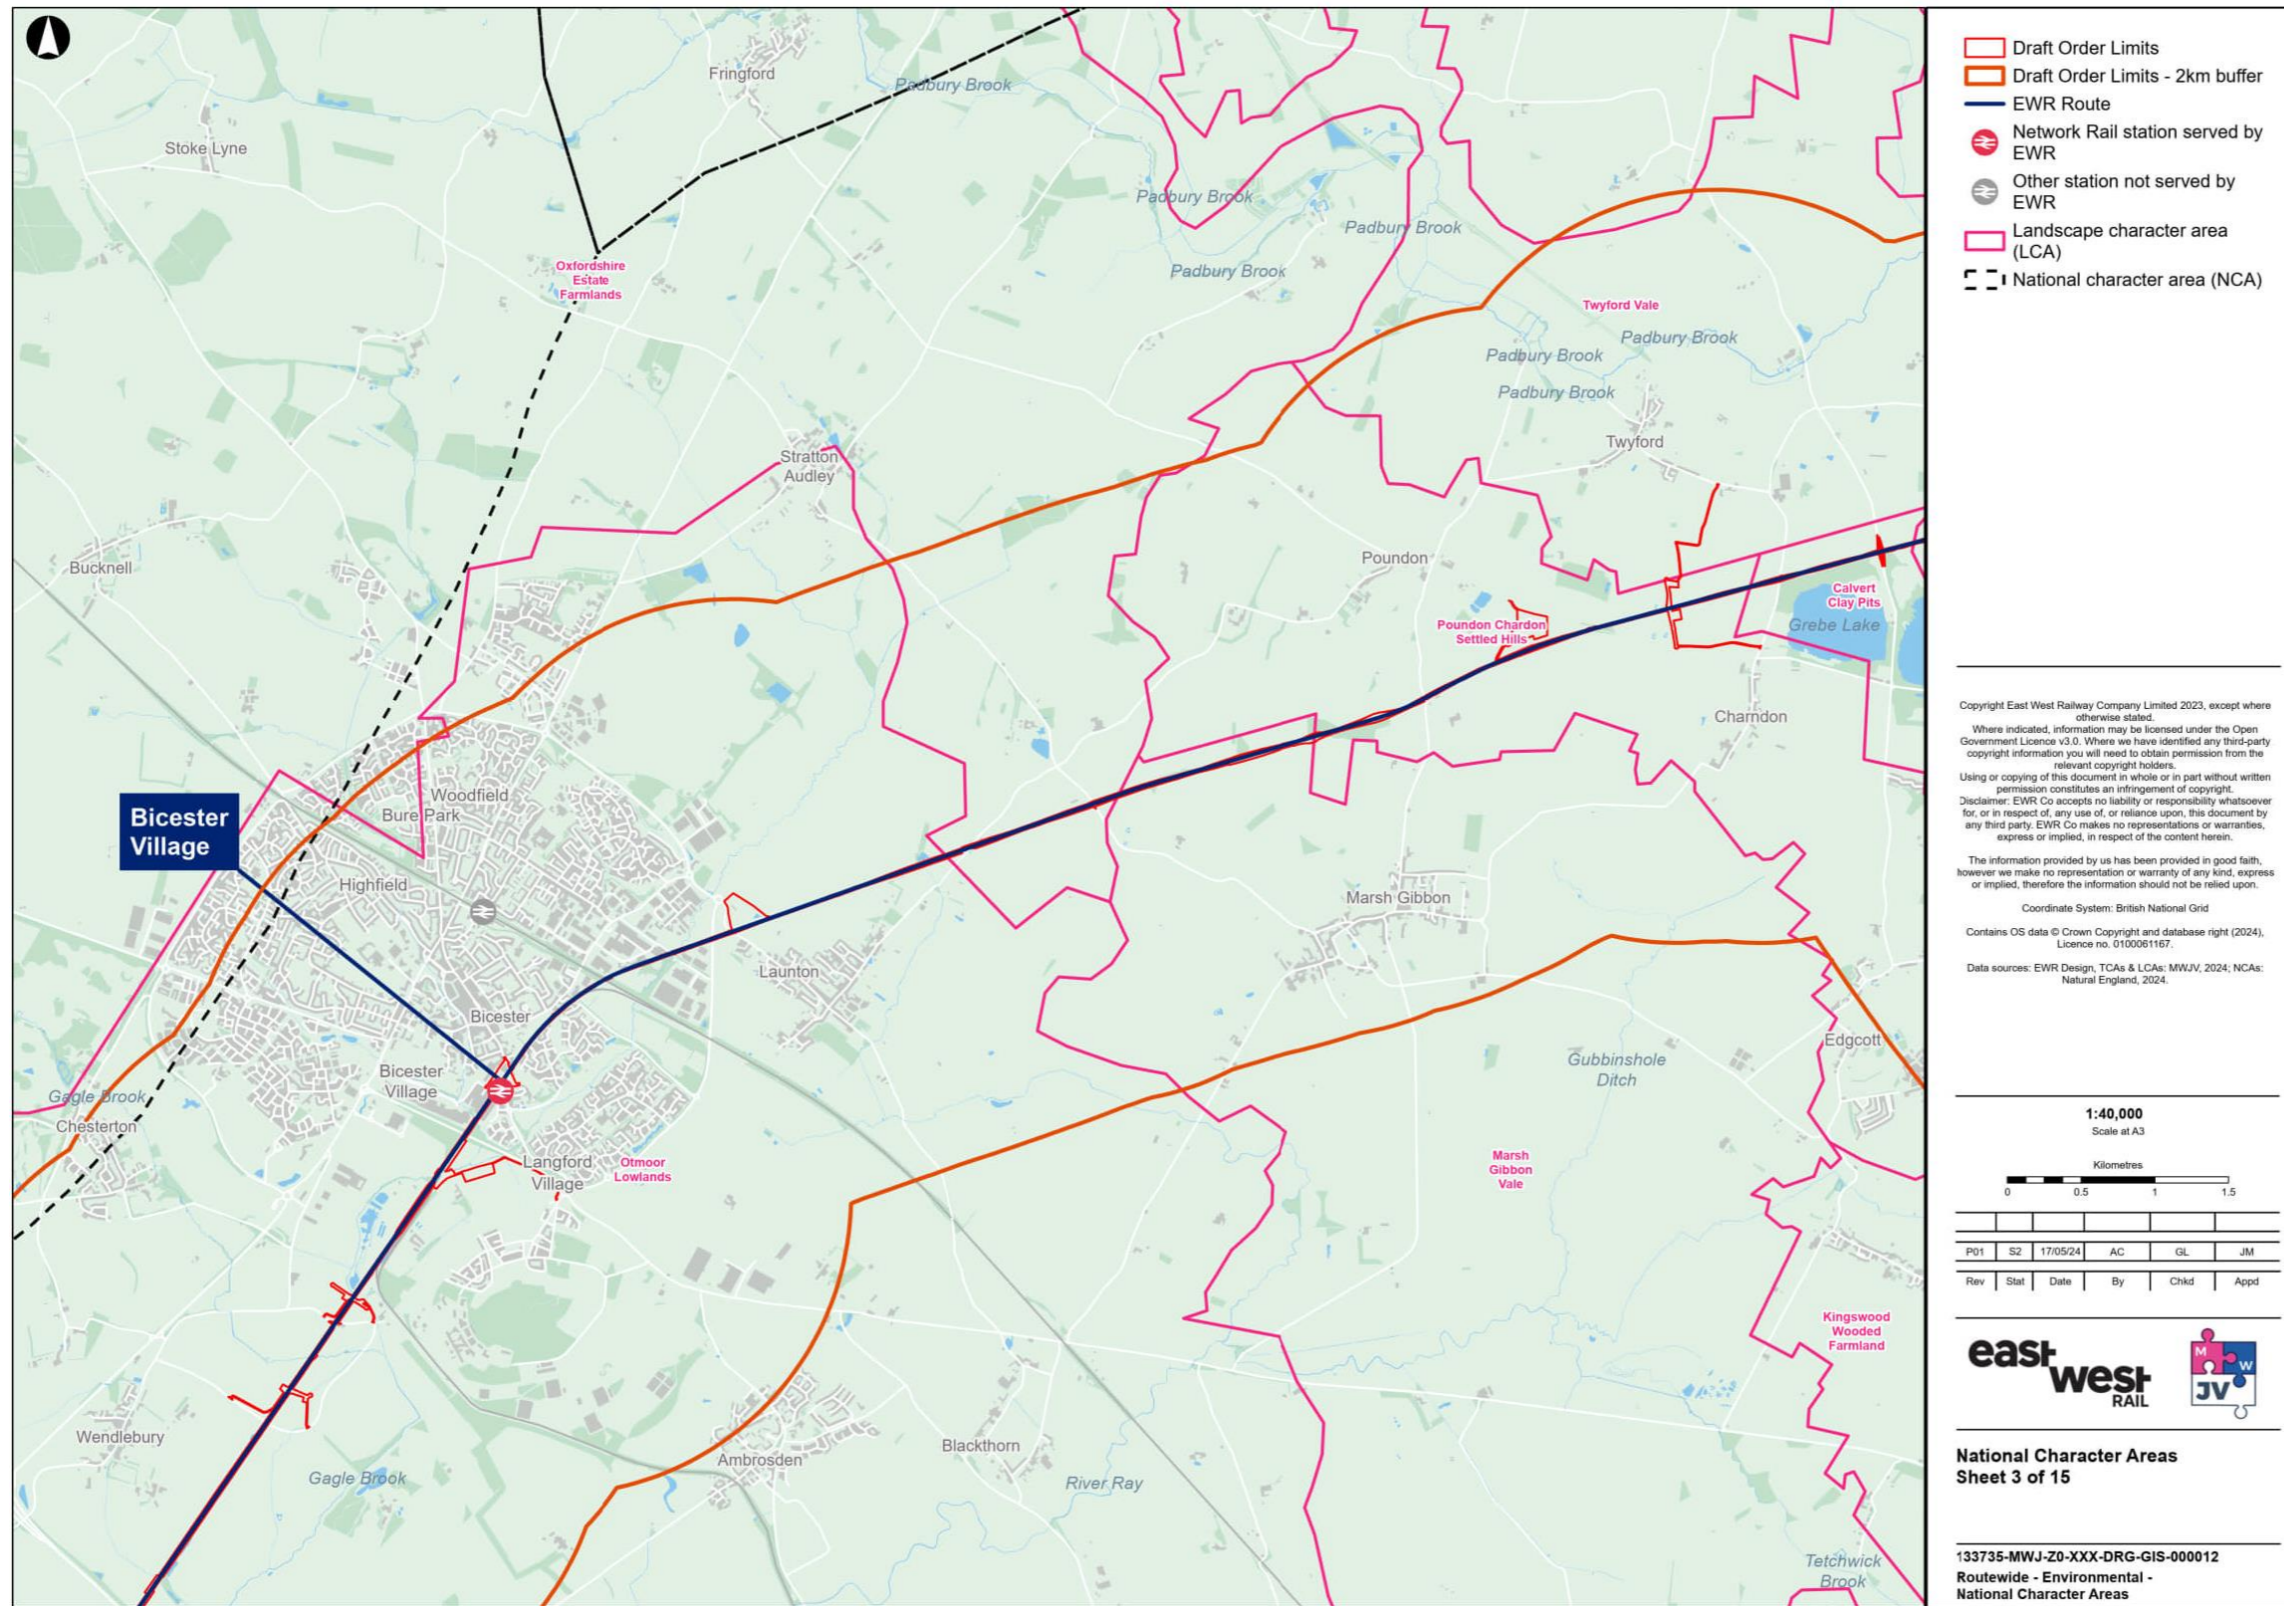 Fringford
Padbury Brook
Stoke Lyne
Padbury Brook
Padbury Brook
Padbury Brook
Oxfordshire
Estate
Farmlands
Twyford Vale
Padbury Brook
Padbury Brook
Padbury Brook
Twyford
Stratton
Audley
Bucknell
Poundon
Calvert
Clay Pits
Grebe Lake
Poundon Chardon
Settled Hills
Charndon
Bicester
Village
Woodfield
Bure Park
Highfield
Marsh Gibbon
Launton
Bicester
Bicester
Village
Gubbinshole
Ditch
Edgcott
Gagle Brook
Chesterton
Langford
Village
Otmoor
Lowlands
Marsh
Gibbon
Vale
Kingswood
Wooded
Farmland
Wendlebury
Gagle Brook
Ambrosden
Blackthorn
River Ray
Tetchwick
Brook
Draft Order Limits
Draft Order Limits - 2km buffer
EWR Route
Network Rail station served by
EWR
Other station not served by
EWR
Landscape character area
(LCA)
National character area (NCA)
Copyright East West Railway Company Limited 2023, except where
otherwise stated.
Where indicated, information may be licensed under the Open
Government Licence v3.0. Where we have identified any third-party
copyright information you will need to obtain permission from the
relevant copyright holders.
Using or copying of this document in whole or in part without written
permission constitutes an infringement of copyright.
Disclaimer: EWR Co accepts no liability or responsibility whatsoever
for, or in respect of, any use of, or reliance upon, this document by
any third party. EWR Co makes no representations or warranties,
express or implied, in respect of the content herein.
The information provided by us has been provided in good faith,
however we make no representation or warranty of any kind, express
or implied, therefore the information should not be relied upon.
Coordinate System: British National Grid
Contains OS data © Crown Copyright and database right (2024),
Licence no. 0100061167.
Data sources: EWR Design, TCAs & LCAs: MWJV, 2024; NCAs:
Natural England, 2024.
1:40,000
Scale at A3
Kilometres
0 0.5 1 1.5
P01 S2 17/05/24 AC GL JM
Rev Stat Date By Chkd Appd
east
west
RAIL
M W
JV
National Character Areas
Sheet 3 of 15
133735-MWJ-Z0-XXX-DRG-GIS-000012
Routewide - Environmental -
National Character Areas